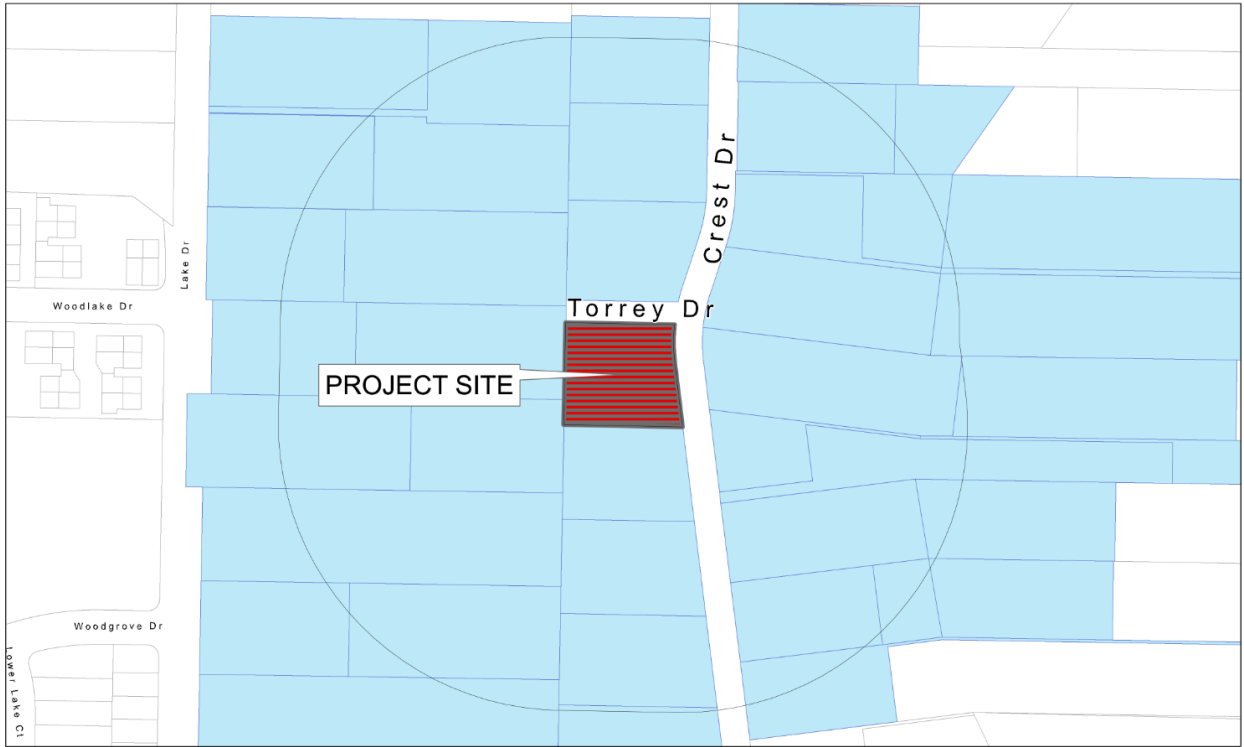 Crest Dr
Lake Dr
Woodlake Dr
Torrey Dr
PROJECT SITE
Woodgrove Dr
Lower Lake Ct